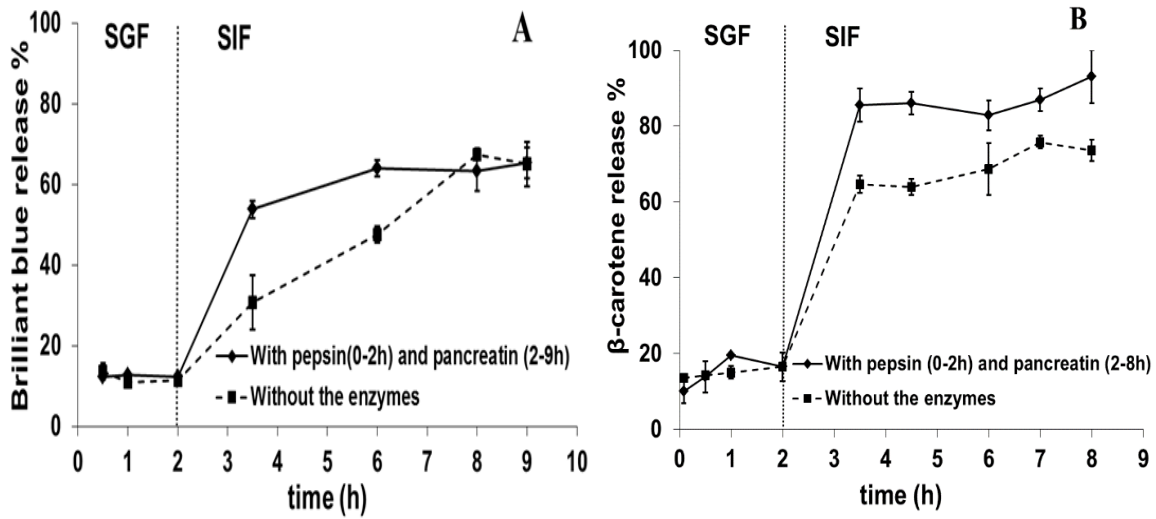 A
SGF SIF
Brilliant blue release %
100
80
60
40
20
0
With pepsin(0-2h) and pancreatin (2-9h)
Without the enzymes
0 1 2 3 4 5 6 7 8 9 10
time (h)
B
SGF SIF
β-carotene release %
100
80
60
40
20
0
With pepsin (0-2h) and pancreatin (2-8h)
Without the enzymes
0 1 2 3 4 5 6 7 8 9
time (h)